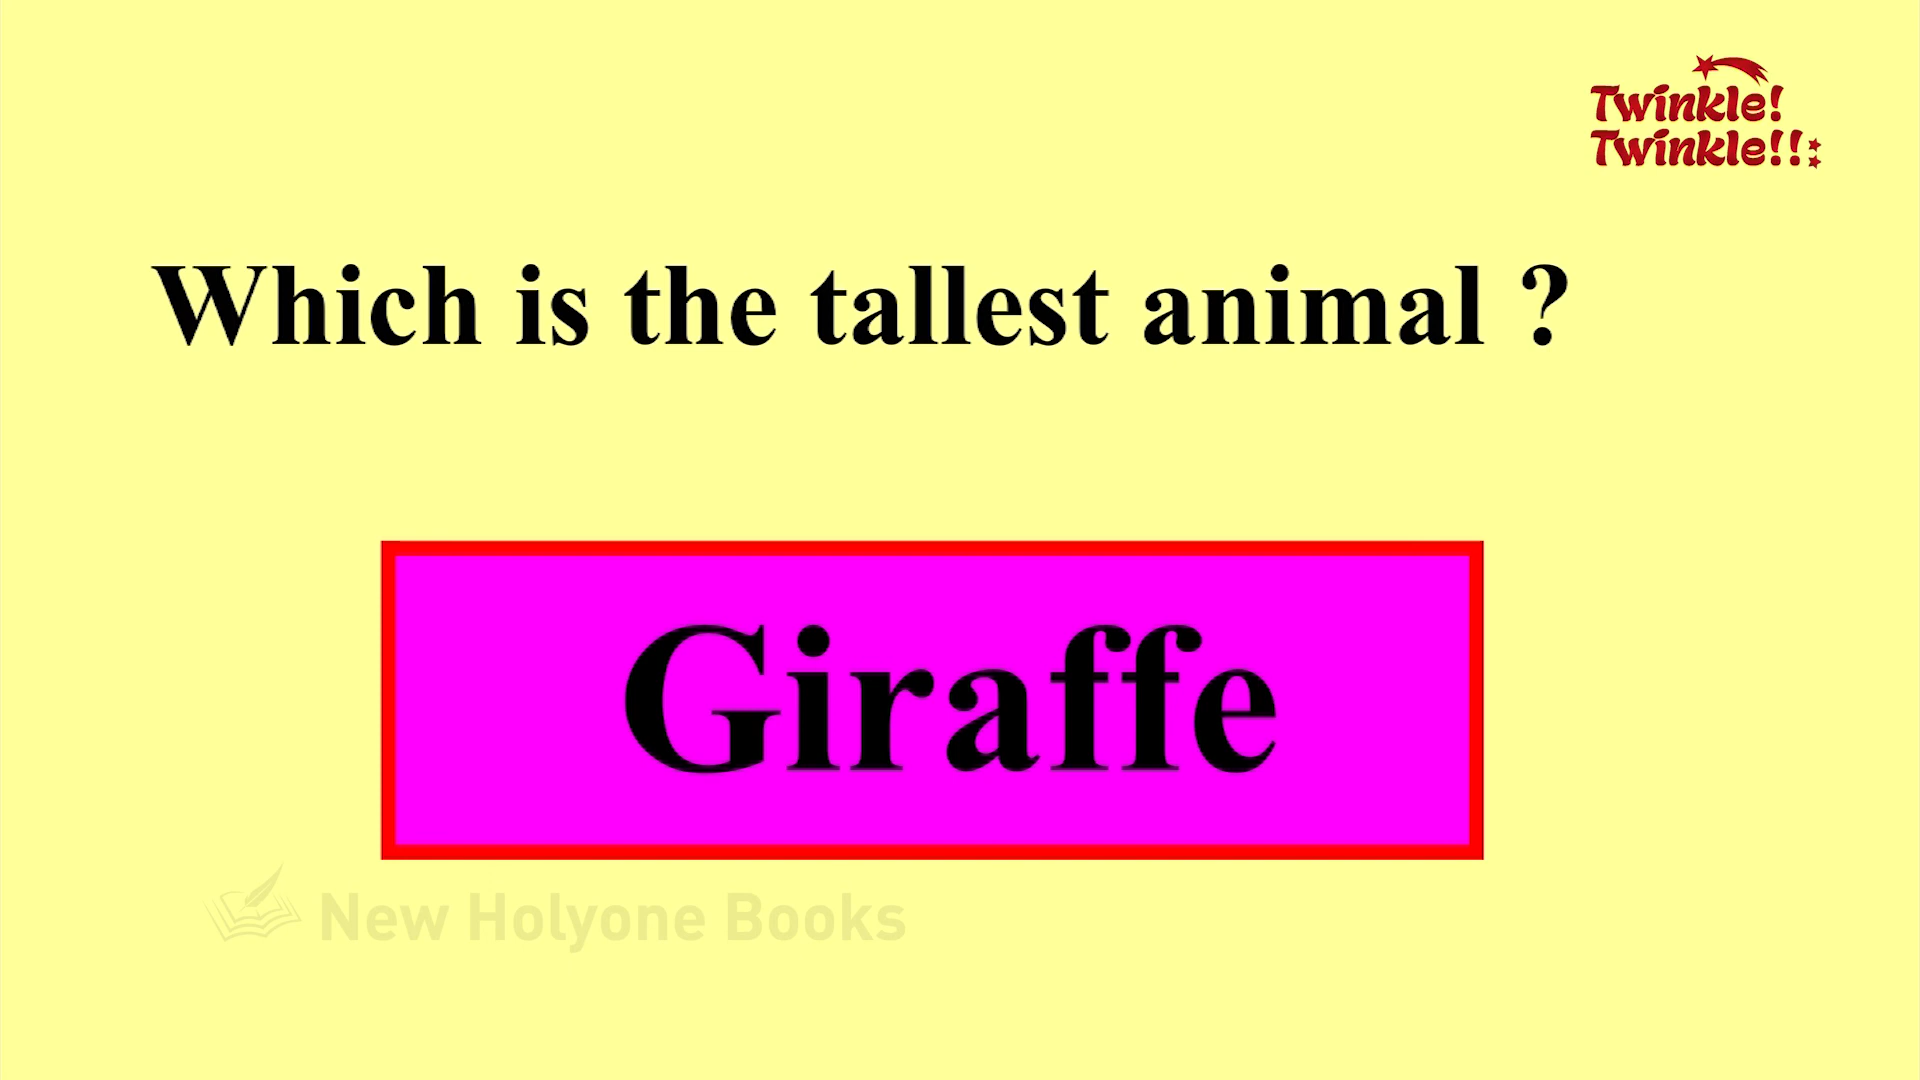 Twinkle!
Twinkle!!
Which is the tallest animal ?
Giraffe
New Holyone Books